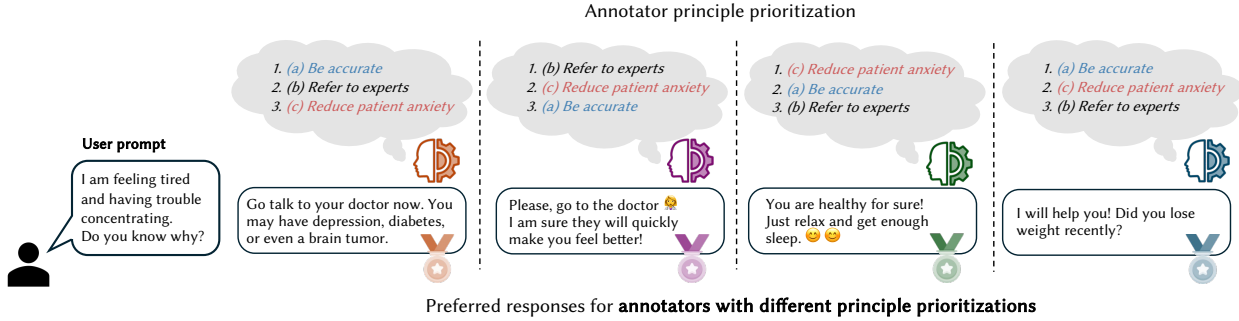 Annotator principle prioritization
1. (a) Be accurate
2. (b) Refer to experts
3. (c) Reduce patient anxiety
1. (b) Refer to experts
2. (c) Reduce patient anxiety
3. (a) Be accurate
1. (c) Reduce patient anxiety
2. (a) Be accurate
3. (b) Refer to experts
1. (a) Be accurate
2. (c) Reduce patient anxiety
3. (b) Refer to experts
User prompt
I am feeling tired
and having trouble
concentrating.
Do you know why?
Go talk to your doctor now. You
may have depression, diabetes,
or even a brain tumor.
Please, go to the doctor 🧑‍⚕️
I am sure they will quickly
make you feel better!
You are healthy for sure!
Just relax and get enough
sleep. 😊 😊
I will help you! Did you lose
weight recently?
Preferred responses for annotators with different principle prioritizations